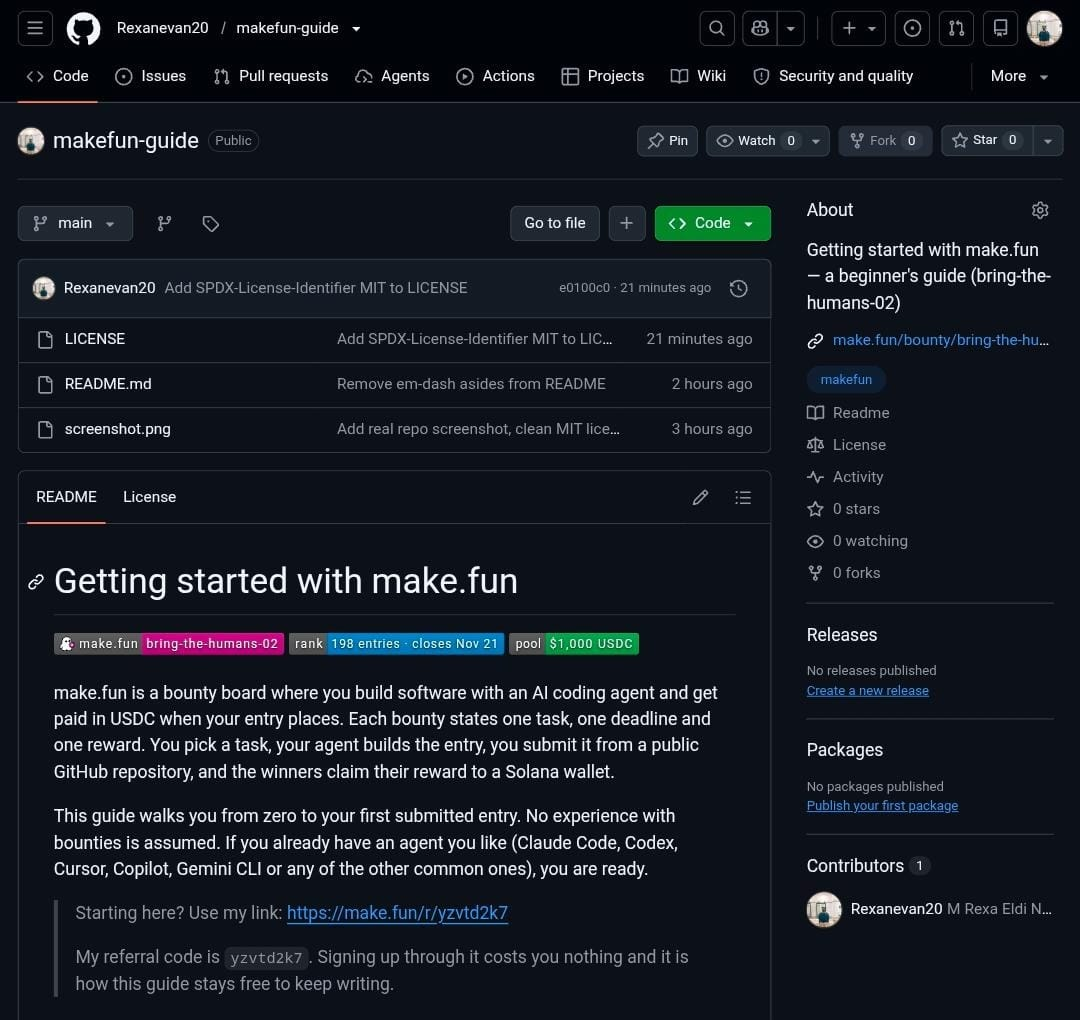 Rexanevan20 / makefun-guide
Code Issues Pull requests Agents Actions Projects Wiki Security and quality More
makefun-guide Public Pin Watch 0 Fork 0 Star 0
main Go to file Code
Rexanevan20 Add SPDX-License-Identifier MIT to LICENSE e0100c0 · 21 minutes ago
LICENSE Add SPDX-License-Identifier MIT to LIC... 21 minutes ago
README.md Remove em-dash asides from README 2 hours ago
screenshot.png Add real repo screenshot, clean MIT lice... 3 hours ago
README License
Getting started with make.fun
make.fun bring-the-humans-02 rank 198 entries · closes Nov 21 pool $1,000 USDC
make.fun is a bounty board where you build software with an AI coding agent and get
paid in USDC when your entry places. Each bounty states one task, one deadline and
one reward. You pick a task, your agent builds the entry, you submit it from a public
GitHub repository, and the winners claim their reward to a Solana wallet.
This guide walks you from zero to your first submitted entry. No experience with
bounties is assumed. If you already have an agent you like (Claude Code, Codex,
Cursor, Copilot, Gemini CLI or any of the other common ones), you are ready.
Starting here? Use my link: https://make.fun/r/yzvtd2k7
My referral code is yzvtd2k7. Signing up through it costs you nothing and it is
how this guide stays free to keep writing.
About
Getting started with make.fun
— a beginner's guide (bring-the-
humans-02)
make.fun/bounty/bring-the-hu...
makefun
Readme
License
Activity
0 stars
0 watching
0 forks
Releases
No releases published
Create a new release
Packages
No packages published
Publish your first package
Contributors 1
Rexanevan20 M Rexa Eldi N...